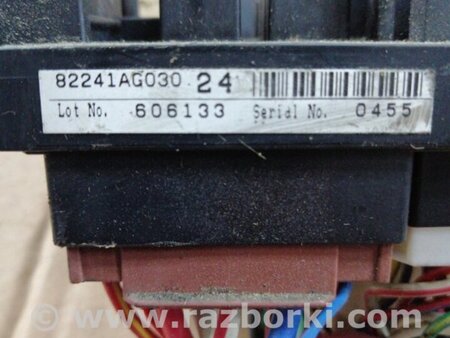 82241AG030 24
Lot No. 606133 Serial No. 0455
© www.razborki.com